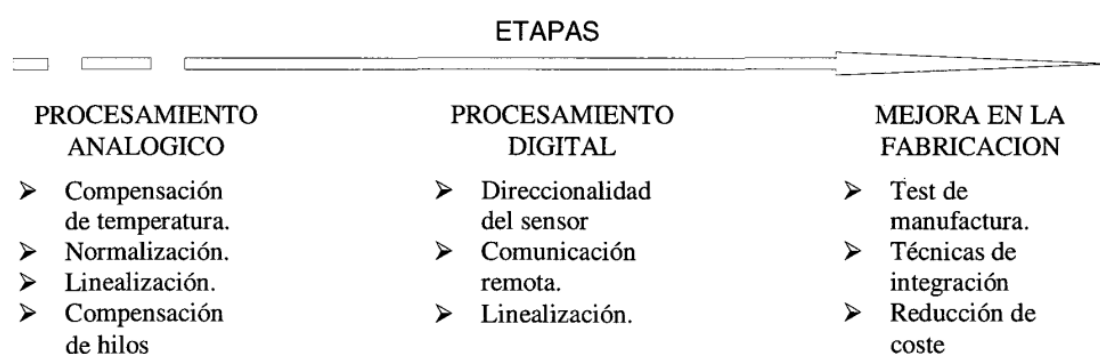 ETAPAS
PROCESAMIENTO
ANALOGICO
➢ Compensación
de temperatura.
➢ Normalización.
➢ Linealización.
➢ Compensación
de hilos
PROCESAMIENTO
DIGITAL
➢ Direccionalidad
del sensor
➢ Comunicación
remota.
➢ Linealización.
MEJORA EN LA
FABRICACION
➢ Test de
manufactura.
➢ Técnicas de
integración
➢ Reducción de
coste